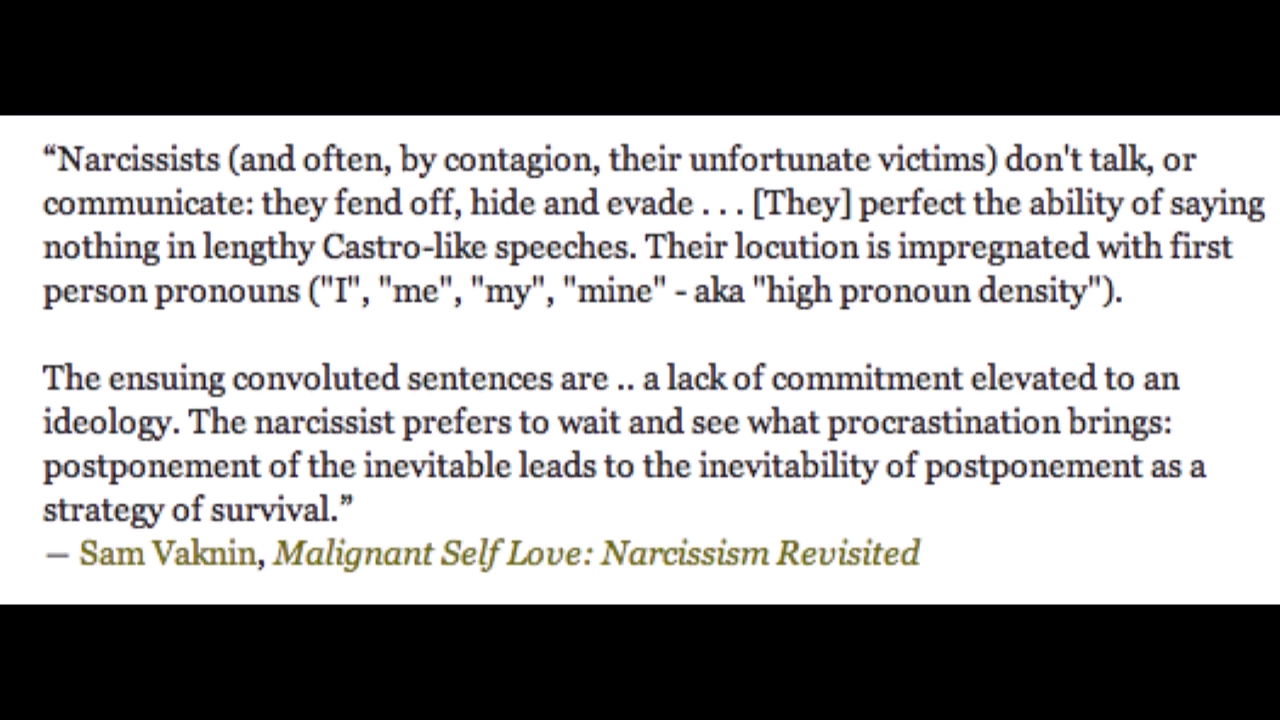 “Narcissists (and often, by contagion, their unfortunate victims) don't talk, or
communicate: they fend off, hide and evade . . . [They] perfect the ability of saying
nothing in lengthy Castro-like speeches. Their locution is impregnated with first
person pronouns ("I", "me", "my", "mine" - aka "high pronoun density").
The ensuing convoluted sentences are .. a lack of commitment elevated to an
ideology. The narcissist prefers to wait and see what procrastination brings:
postponement of the inevitable leads to the inevitability of postponement as a
strategy of survival.”
— Sam Vaknin, Malignant Self Love: Narcissism Revisited